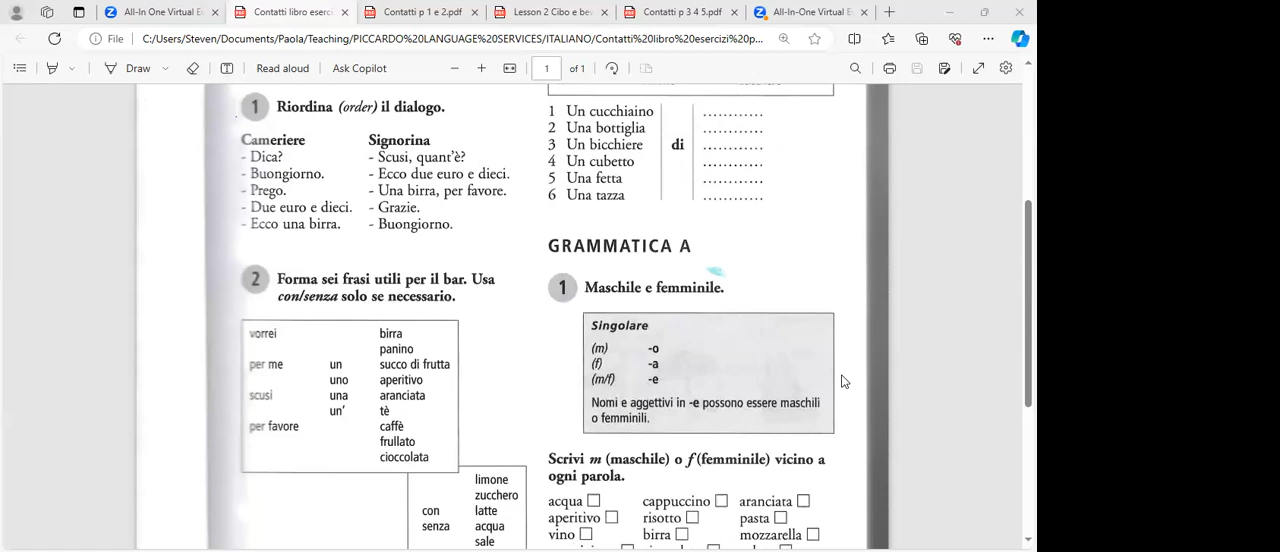 All-In-One Virtual Ev
Contatti libro eserci
Contatti p 1 e 2.pdf
Lesson 2 Cibo e bev
Contatti p 3 4 5.pdf
All-In-One Virtual Ev
File
C:/Users/Steven/Documents/Paola/Teaching/PICCARDO%20LANGUAGE%20SERVICES/ITALIANO/Contatti%20libro%20esercizi%20p...
Draw
Read aloud
Ask Copilot
1
of 1
1 Riordina (order) il dialogo.
Cameriere Signorina
- Dica? - Scusi, quant'è?
- Buongiorno. - Ecco due euro e dieci.
- Prego. - Una birra, per favore.
- Due euro e dieci. - Grazie.
- Ecco una birra. - Buongiorno.
2 Forma sei frasi utili per il bar. Usa
con/senza solo se necessario.
vorrei birra
panino
per me un succo di frutta
uno aperitivo
scusi una aranciata
un' tè
per favore caffè
frullato
cioccolata
limone
zucchero
con latte
senza acqua
sale
1 Un cucchiaino ............
2 Una bottiglia ............
3 Un bicchiere di ............
4 Un cubetto ............
5 Una fetta ............
6 Una tazza ............
GRAMMATICA A
1 Maschile e femminile.
Singolare
(m) -o
(f) -a
(m/f) -e
Nomi e aggettivi in -e possono essere maschili
o femminili.
Scrivi m (maschile) o f (femminile) vicino a
ogni parola.
acqua cappuccino aranciata
aperitivo risotto pasta
vino birra mozzarella